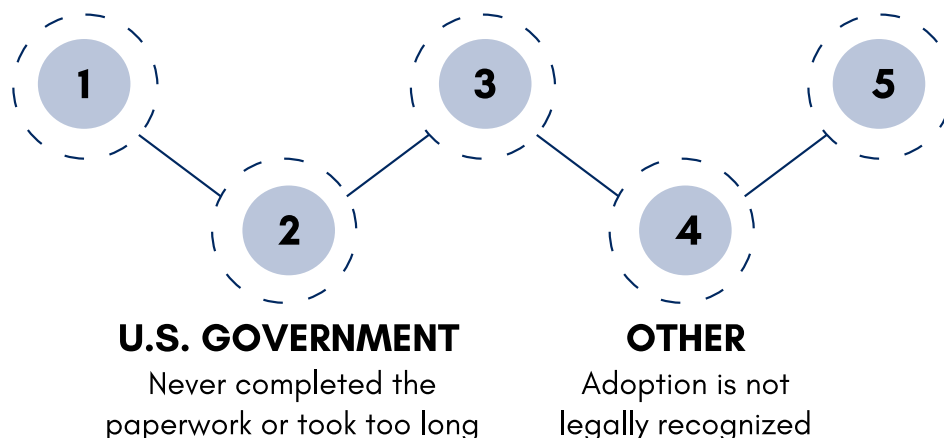 1
3
5
2
4
U.S. GOVERNMENT
Never completed the
paperwork or took too long
OTHER
Adoption is not
legally recognized